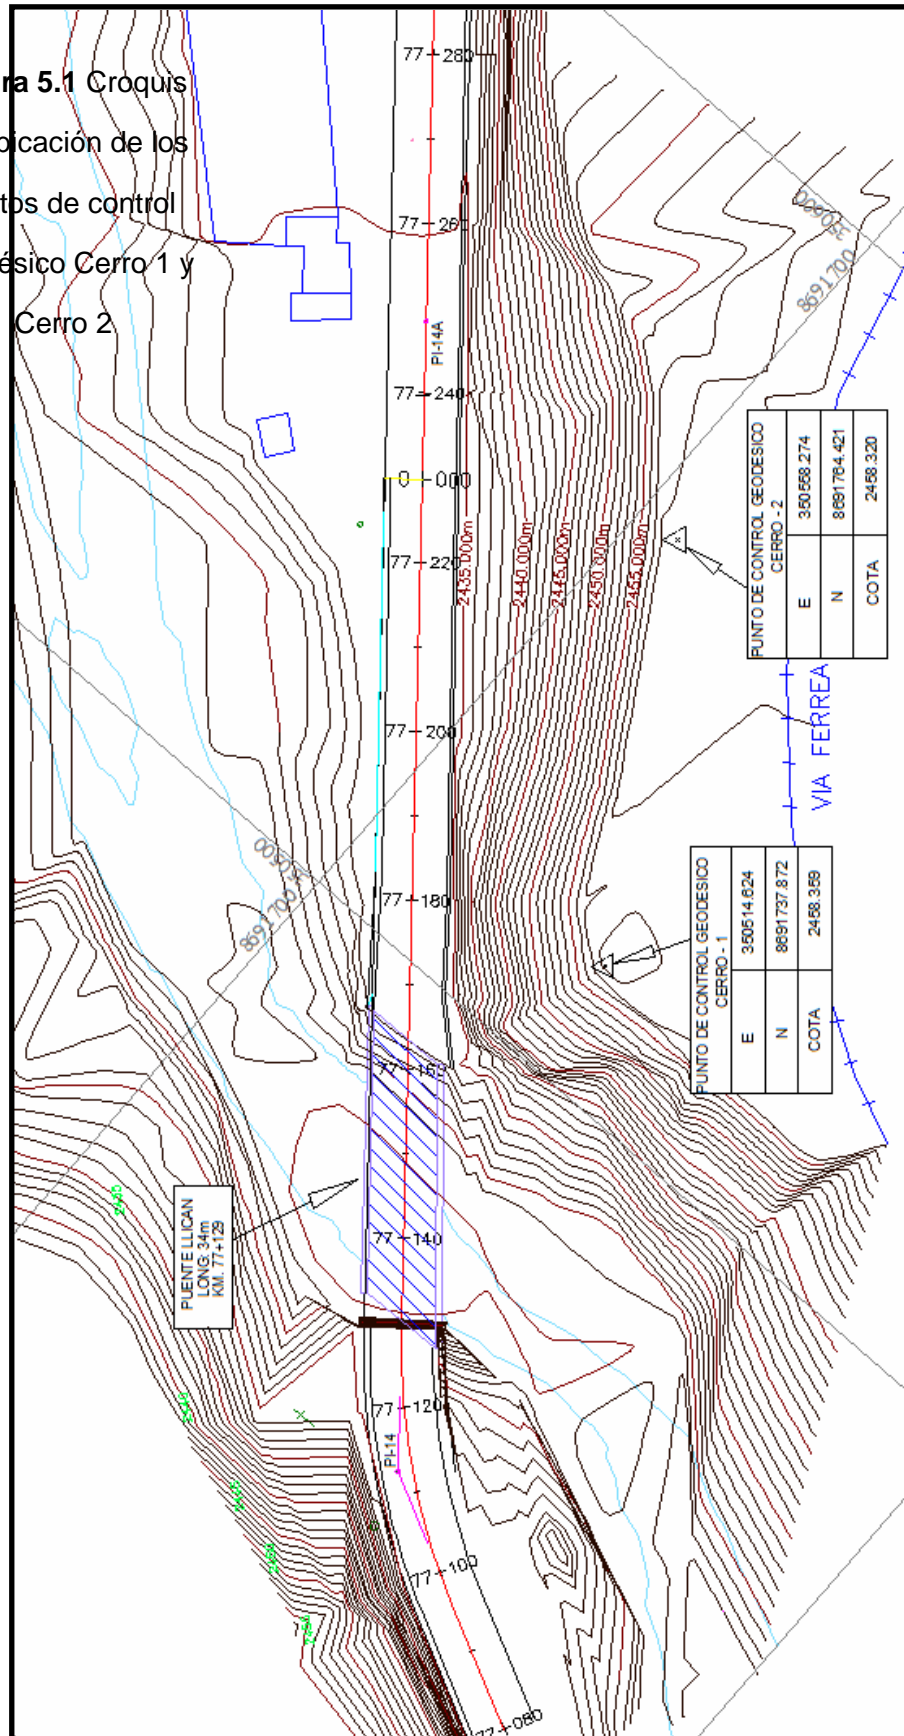 ra 5.1 Croquis
bicación de los
tos de control
ésico Cerro 1 y
Cerro 2
77+280
77+260
PI-14A
77+240
0+000
77+220
77+200
77+180
77+160
77+140
77+120
PI-14
77+100
77+080
2435.000m
2440.000m
2445.000m
2450.000m
2455.000m
8691700
8691700
PUNTO DE CONTROL GEODESICO
CERRO - 2
E 350558.274
N 8691764.421
COTA 2458.320
VIA FERREA
PUNTO DE CONTROL GEODESICO
CERRO - 1
E 350514.624
N 8691737.872
COTA 2458.359
PUENTE LLICAN
LONG: 34m
KM. 77+129